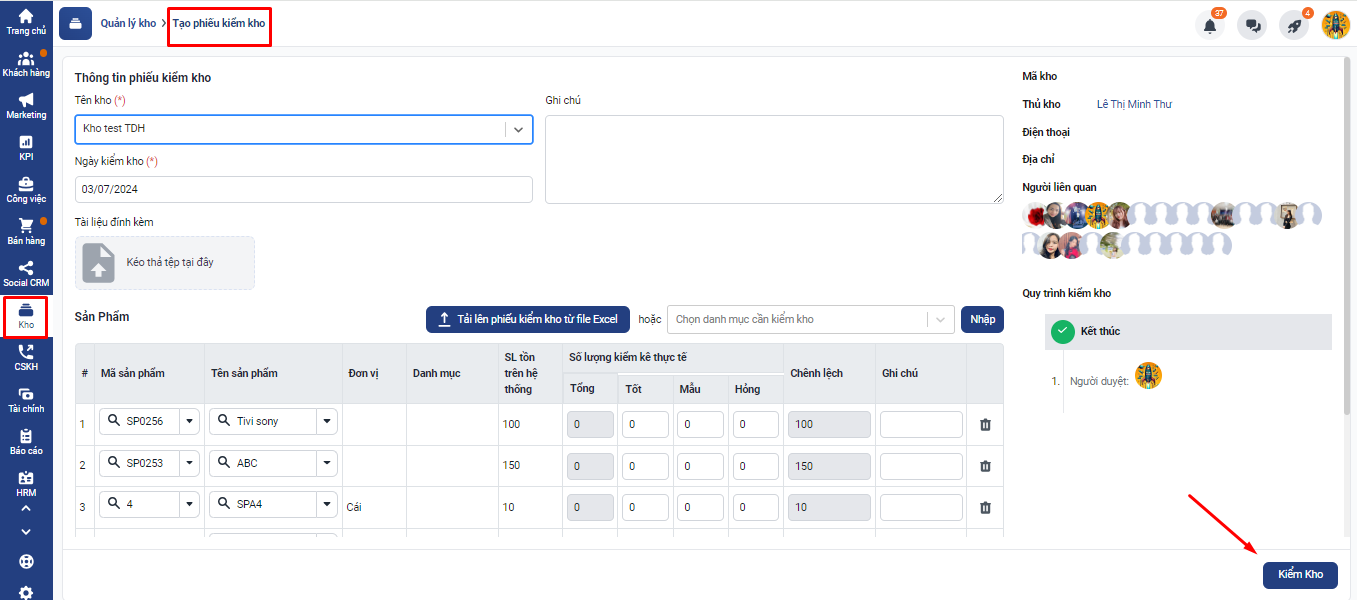 Trang chủ
Khách hàng
Marketing
KPI
Công việc
Bán hàng
Social CRM
Kho
CSKH
Tài chính
Báo cáo
HRM
Quản lý kho > Tạo phiếu kiểm kho
37
4
Thông tin phiếu kiểm kho
Tên kho (*)
Kho test TDH
Ngày kiểm kho (*)
03/07/2024
Tài liệu đính kèm
Kéo thả tệp tại đây
Ghi chú
Mã kho
Thủ kho Lê Thị Minh Thư
Điện thoại
Địa chỉ
Người liên quan
Quy trình kiểm kho
Kết thúc
1. Người duyệt:
Sản Phẩm
Tải lên phiếu kiểm kho từ file Excel hoặc Chọn danh mục cần kiểm kho Nhập
# Mã sản phẩm Tên sản phẩm Đơn vị Danh mục SL tồn trên hệ thống Số lượng kiểm kê thực tế Chênh lệch Ghi chú
Tổng Tốt Mẫu Hỏng
1 SP0256 Tivi sony 100 0 0 0 0 100
2 SP0253 ABC 150 0 0 0 0 150
3 4 SPA4 Cái 10 0 0 0 0 10
Kiểm Kho